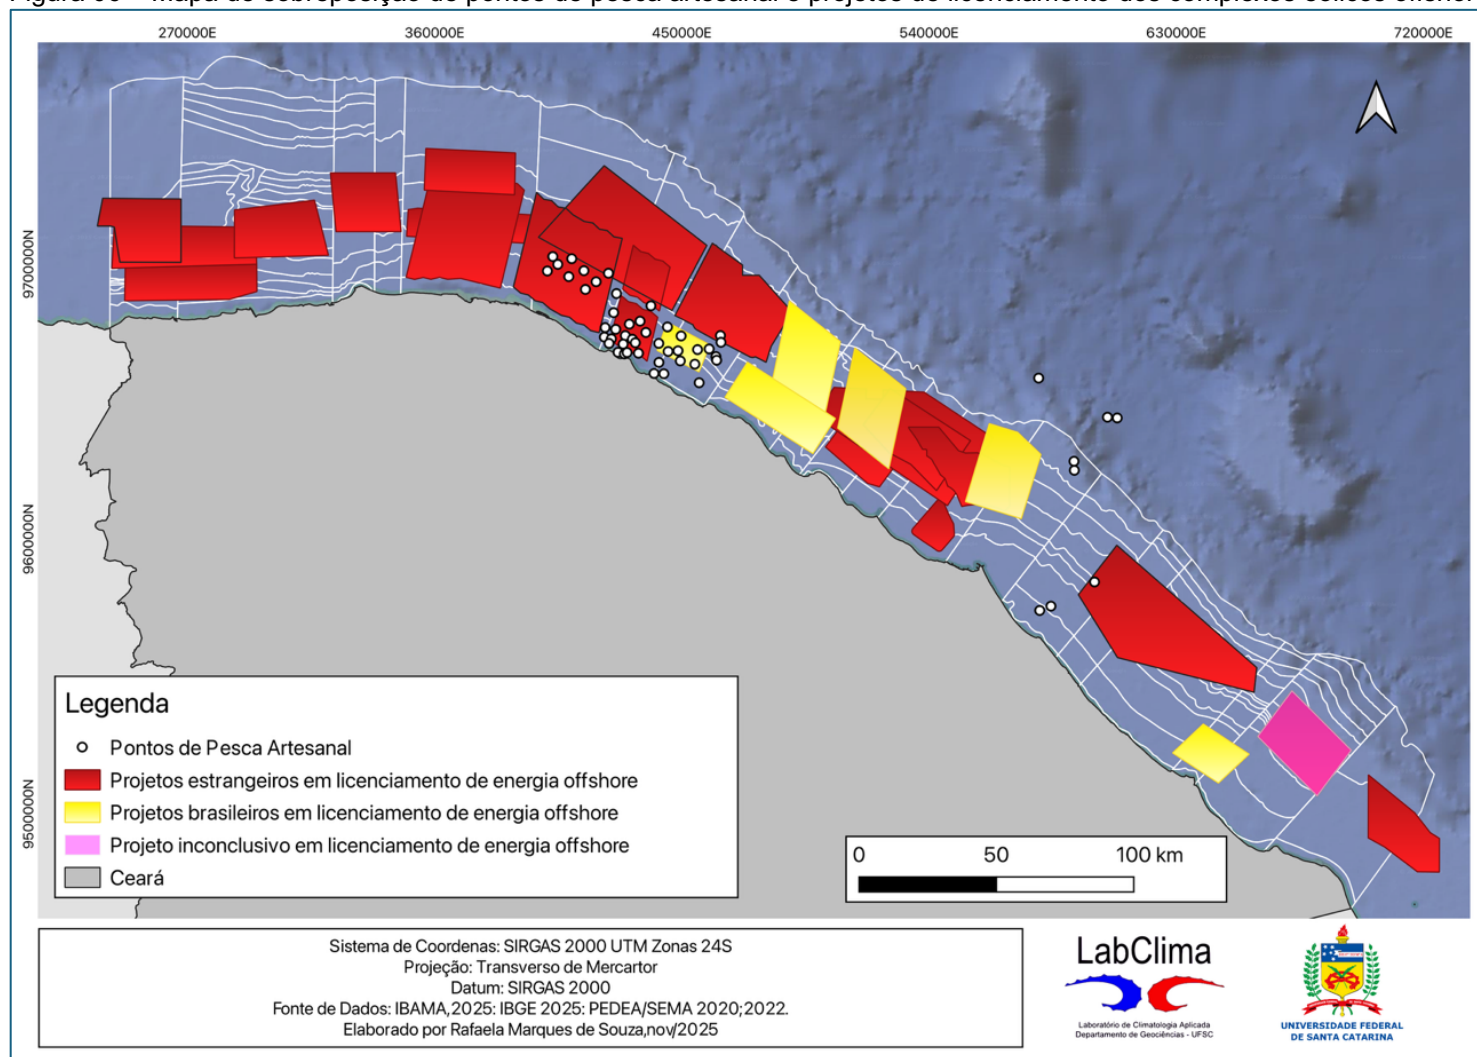 270000E 360000E 450000E 540000E 630000E 720000E
9700000N
9600000N
9500000N
Legenda
Pontos de Pesca Artesanal
Projetos estrangeiros em licenciamento de energia offshore
Projetos brasileiros em licenciamento de energia offshore
Projeto inconclusivo em licenciamento de energia offshore
Ceará
0 50 100 km
Sistema de Coordenas: SIRGAS 2000 UTM Zonas 24S
Projeção: Transverso de Mercartor
Datum: SIRGAS 2000
Fonte de Dados: IBAMA,2025: IBGE 2025: PEDEA/SEMA 2020;2022.
Elaborado por Rafaela Marques de Souza,nov/2025
LabClima
Laboratório de Climatologia Aplicada
Departamento de Geociências - UFSC
UNIVERSIDADE FEDERAL
DE SANTA CATARINA